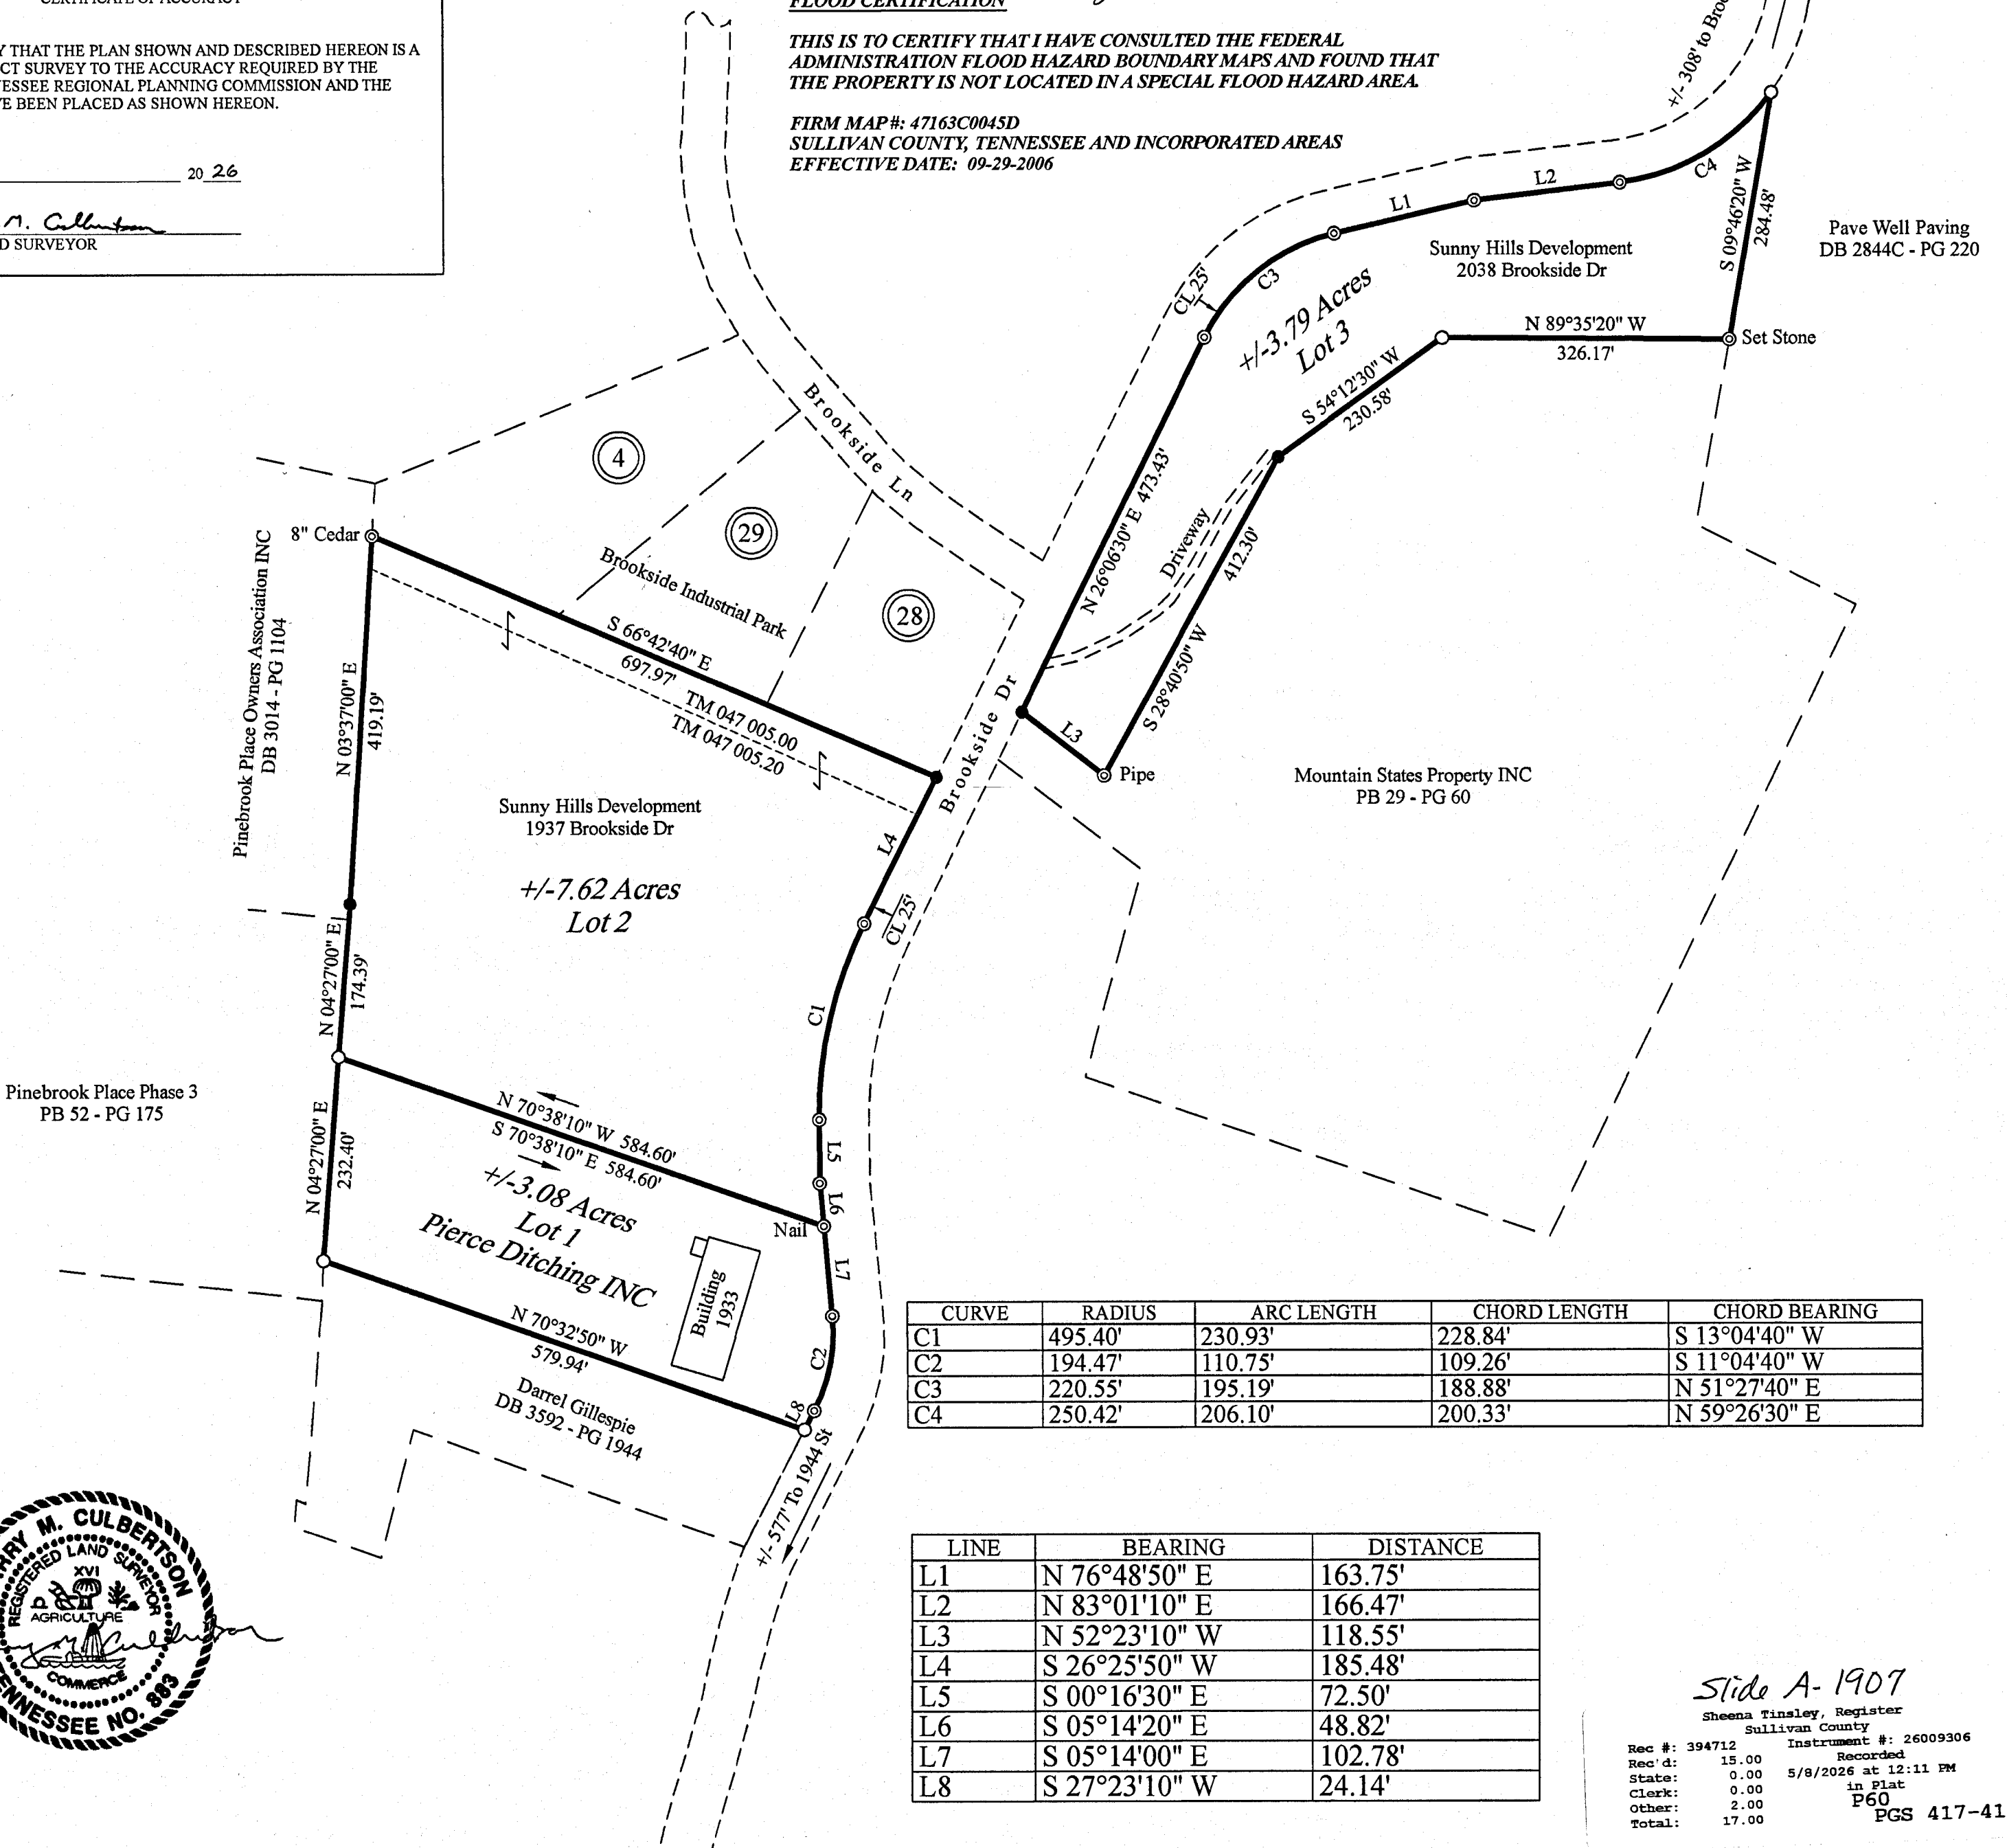 CERTIFICATE OF ACCURACY
Y THAT THE PLAN SHOWN AND DESCRIBED HEREON IS A
CT SURVEY TO THE ACCURACY REQUIRED BY THE
ESSEE REGIONAL PLANNING COMMISSION AND THE
E BEEN PLACED AS SHOWN HEREON.
20 26
M. Culbertson
D SURVEYOR
FLOOD CERTIFICATION
THIS IS TO CERTIFY THAT I HAVE CONSULTED THE FEDERAL
ADMINISTRATION FLOOD HAZARD BOUNDARY MAPS AND FOUND THAT
THE PROPERTY IS NOT LOCATED IN A SPECIAL FLOOD HAZARD AREA.
FIRM MAP #: 47163C0045D
SULLIVAN COUNTY, TENNESSEE AND INCORPORATED AREAS
EFFECTIVE DATE: 09-29-2006
+/- 308' to Broo
C4
L2
L1
C3
CL 25'
S 09°46'20" W
284.48'
Pave Well Paving
DB 2844C - PG 220
Sunny Hills Development
2038 Brookside Dr
+/-3.79 Acres
Lot 3
N 89°35'20" W
326.17'
Set Stone
S 54°12'30" W
230.58'
N 26°06'30" E 473.43'
Driveway
412.30'
S 28°40'50" W
L3
Pipe
Brookside Ln
Brookside Dr
4
29
28
Brookside Industrial Park
8" Cedar
S 66°42'40" E
697.97'
TM 047 005.00
TM 047 005.20
Pinebrook Place Owners Association INC
DB 3014 - PG 1104
N 03°37'00" E
419.19'
Mountain States Property INC
PB 29 - PG 60
Sunny Hills Development
1937 Brookside Dr
+/-7.62 Acres
Lot 2
L4
CL 25'
C1
N 04°27'00" E
174.39'
Pinebrook Place Phase 3
PB 52 - PG 175
N 70°38'10" W 584.60'
S 70°38'10" E 584.60'
L5
L6
Nail
L7
N 04°27'00" E
232.40'
+/-3.08 Acres
Lot 1
Pierce Ditching INC
Building
1933
C2
L8
N 70°32'50" W
579.94'
Darrel Gillespie
DB 3592 - PG 1944
+/- 577' To 1944 St
CURVE RADIUS ARC LENGTH CHORD LENGTH CHORD BEARING
C1 495.40' 230.93' 228.84' S 13°04'40" W
C2 194.47' 110.75' 109.26' S 11°04'40" W
C3 220.55' 195.19' 188.88' N 51°27'40" E
C4 250.42' 206.10' 200.33' N 59°26'30" E
LINE BEARING DISTANCE
L1 N 76°48'50" E 163.75'
L2 N 83°01'10" E 166.47'
L3 N 52°23'10" W 118.55'
L4 S 26°25'50" W 185.48'
L5 S 00°16'30" E 72.50'
L6 S 05°14'20" E 48.82'
L7 S 05°14'00" E 102.78'
L8 S 27°23'10" W 24.14'
RRY M. CULBERTSON
REGISTERED LAND SURVEYOR
XVI
AGRICULTURE
COMMERCE
ENNESSEE NO. 883
Slide A-1907
Sheena Tinsley, Register
Sullivan County
Rec #: 394712 Instrument #: 26009306
Rec'd: 15.00 Recorded
State: 0.00 5/8/2026 at 12:11 PM
Clerk: 0.00 in Plat
Other: 2.00 P60
Total: 17.00 PGS 417-41